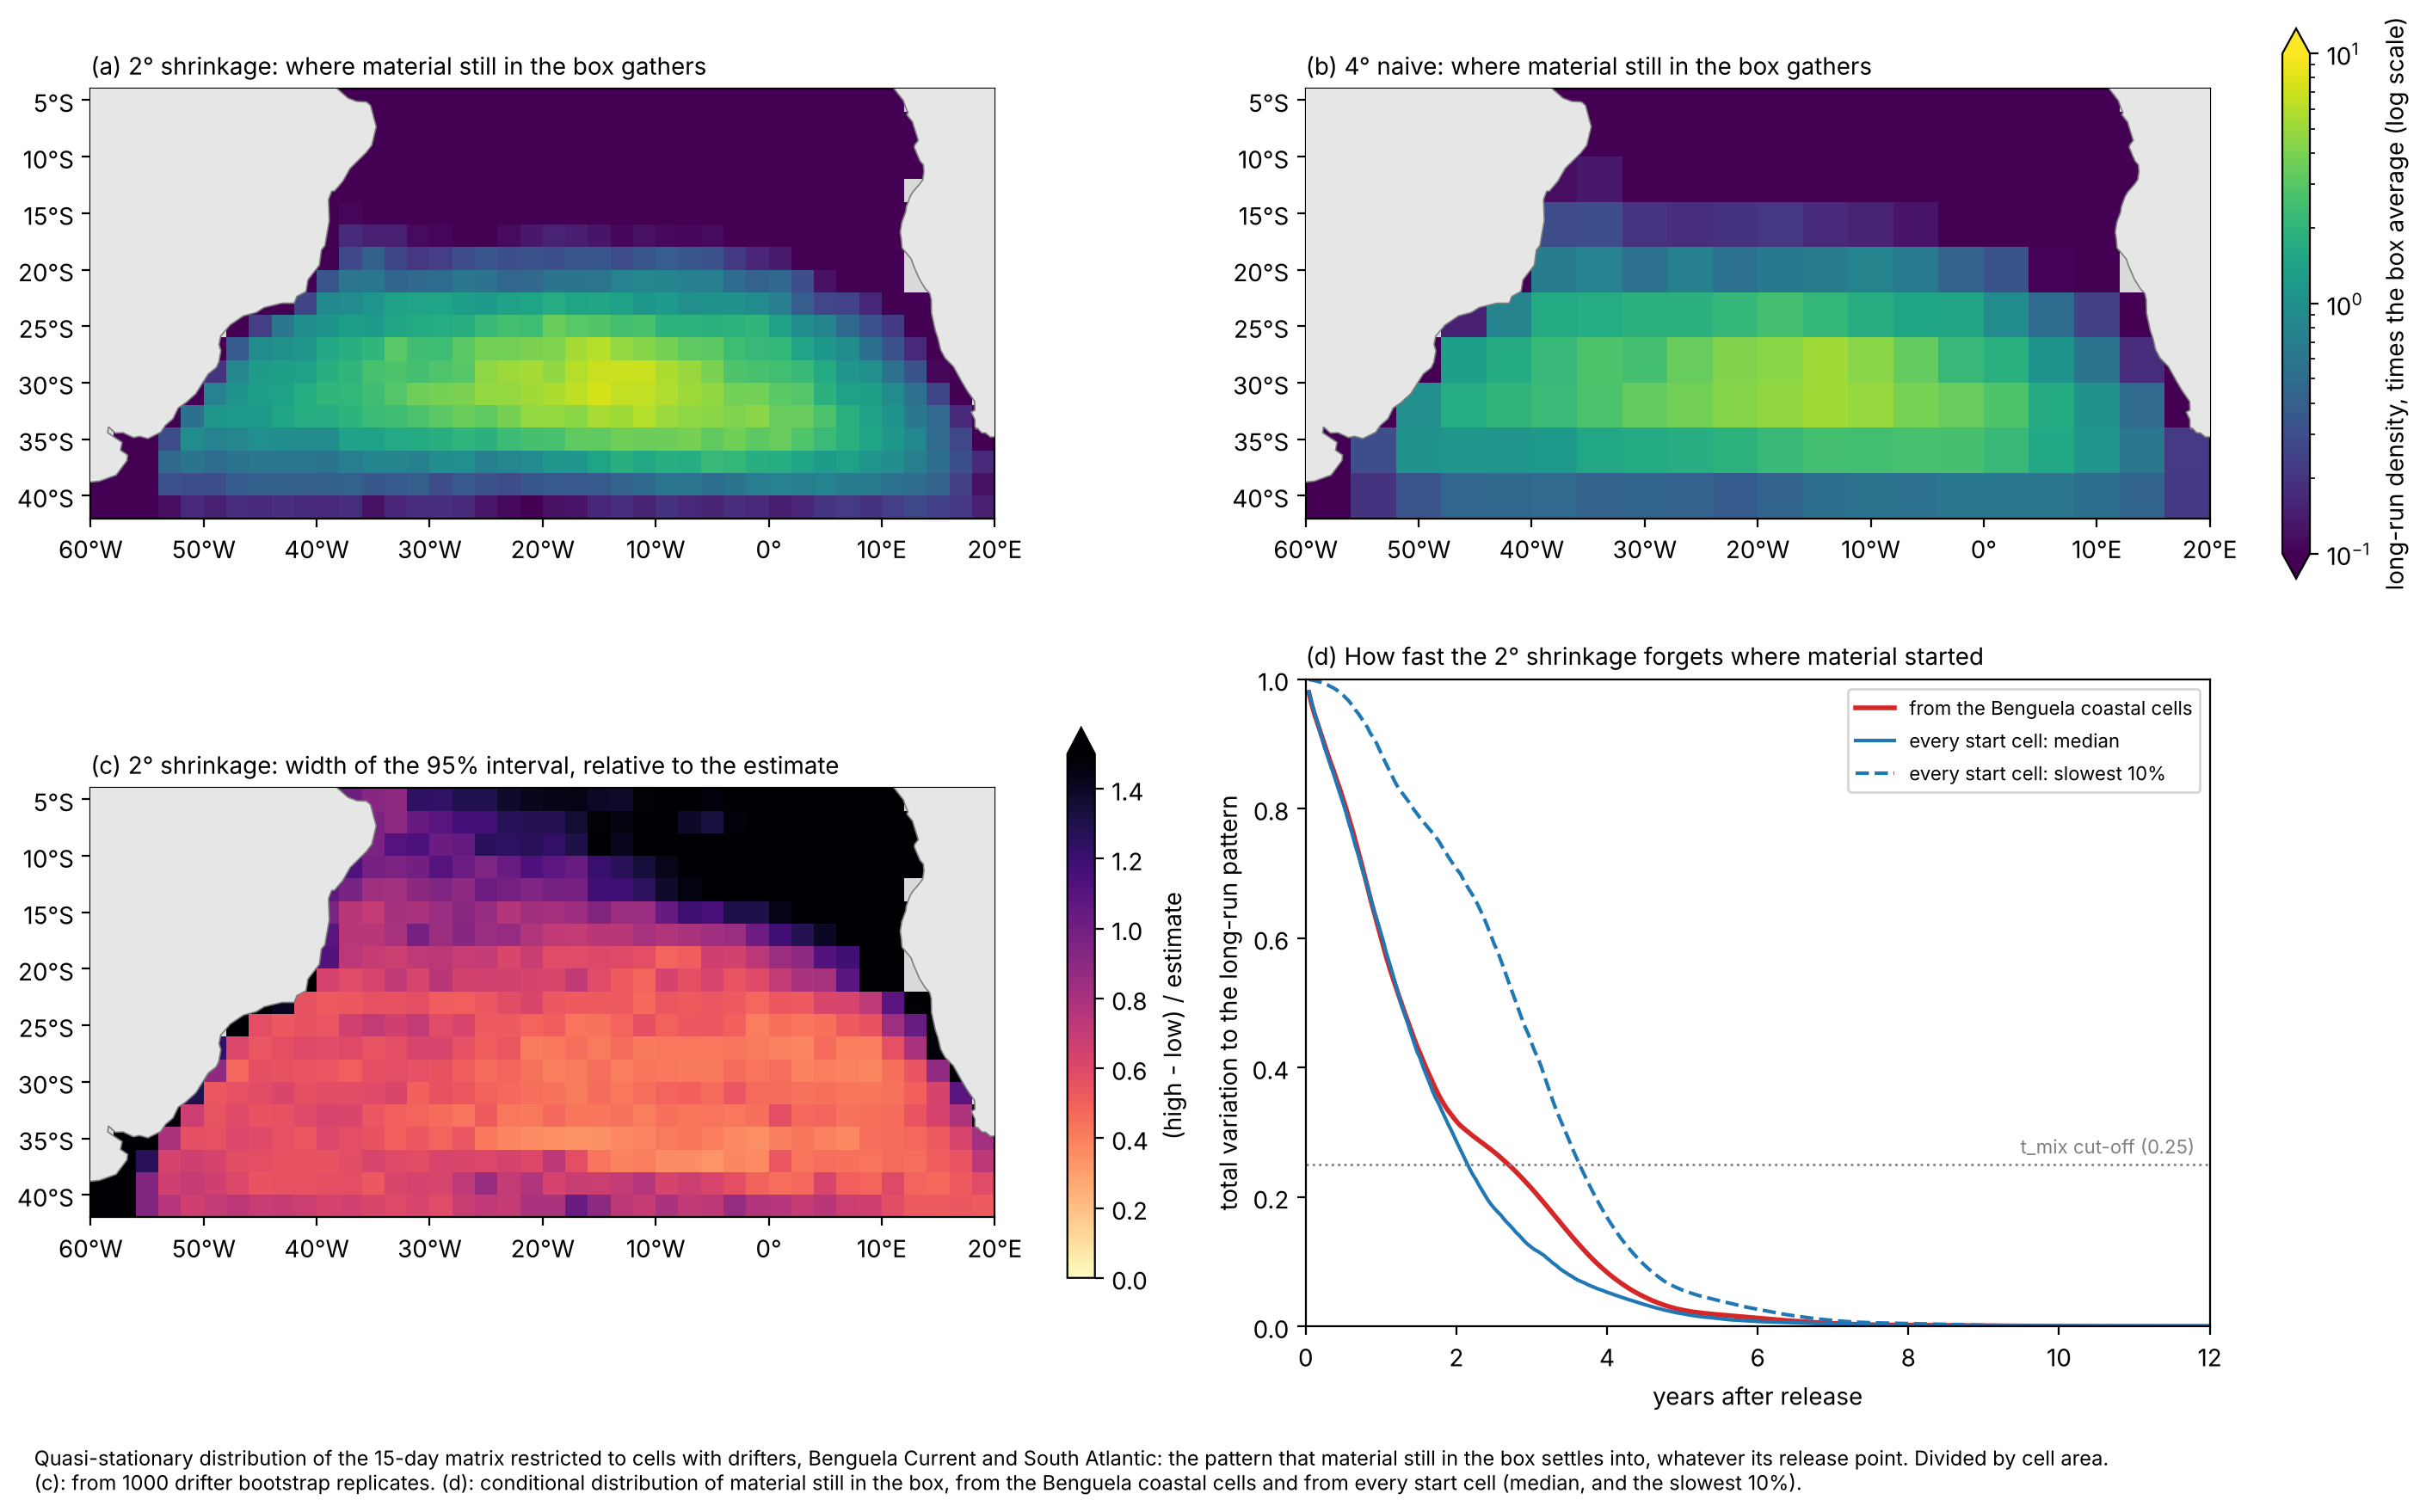 (a) 2° shrinkage: where material still in the box gathers
5°S
10°S
15°S
20°S
25°S
30°S
35°S
40°S
60°W 50°W 40°W 30°W 20°W 10°W 0° 10°E 20°E
(b) 4° naive: where material still in the box gathers
5°S
10°S
15°S
20°S
25°S
30°S
35°S
40°S
60°W 50°W 40°W 30°W 20°W 10°W 0° 10°E 20°E
10¹
10⁰
10⁻¹
long-run density, times the box average (log scale)
(c) 2° shrinkage: width of the 95% interval, relative to the estimate
5°S
10°S
15°S
20°S
25°S
30°S
35°S
40°S
60°W 50°W 40°W 30°W 20°W 10°W 0° 10°E 20°E
1.4
1.2
1.0
0.8
0.6
0.4
0.2
0.0
(high - low) / estimate
(d) How fast the 2° shrinkage forgets where material started
1.0
0.8
0.6
0.4
0.2
0.0
total variation to the long-run pattern
from the Benguela coastal cells
every start cell: median
every start cell: slowest 10%
t_mix cut-off (0.25)
0 2 4 6 8 10 12
years after release
Quasi-stationary distribution of the 15-day matrix restricted to cells with drifters, Benguela Current and South Atlantic: the pattern that material still in the box settles into, whatever its release point. Divided by cell area.
(c): from 1000 drifter bootstrap replicates. (d): conditional distribution of material still in the box, from the Benguela coastal cells and from every start cell (median, and the slowest 10%).